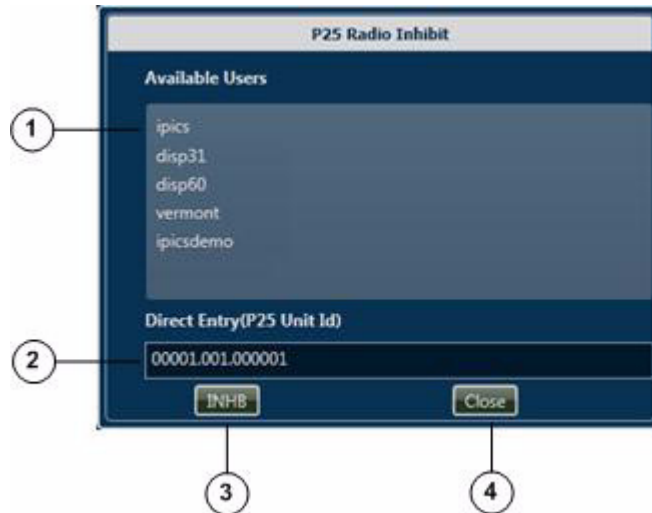 P25 Radio Inhibit
Available Users
1
ipics
disp31
disp60
vermont
ipicsdemo
Direct Entry(P25 Unit Id)
2
00001.001.000001
INHB
Close
3
4